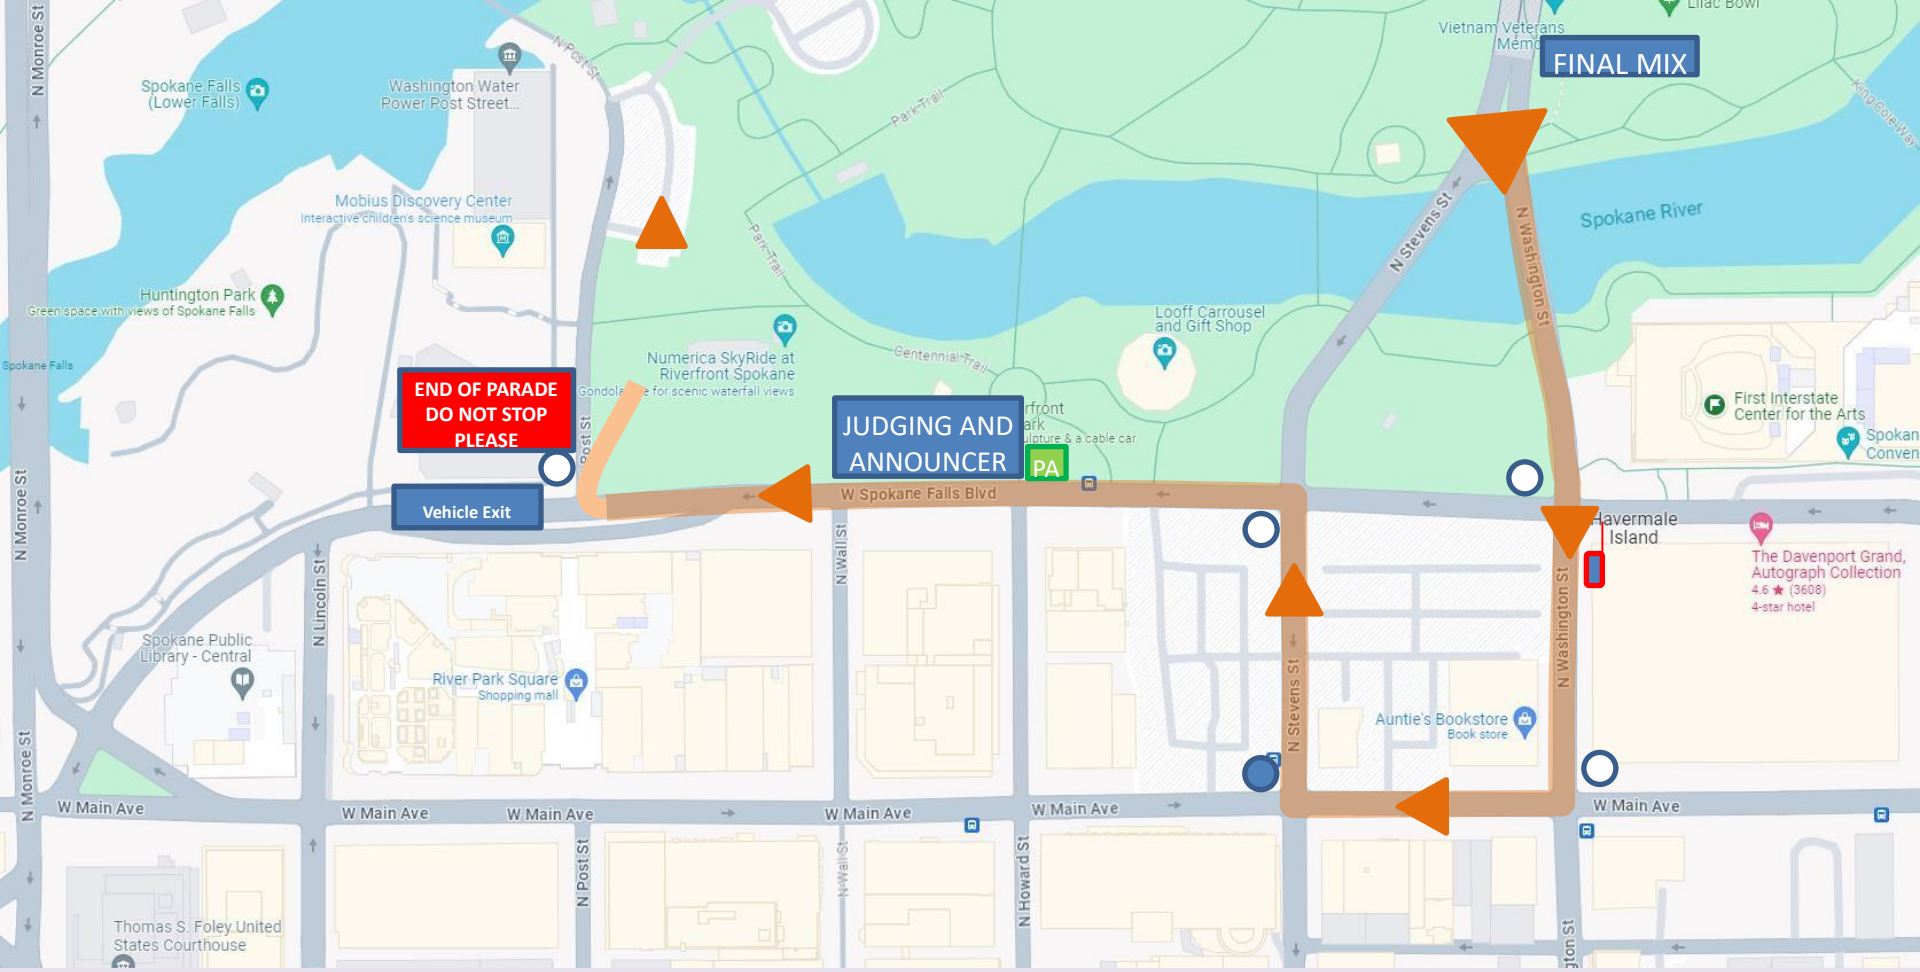 N Monroe St
Spokane Falls
(Lower Falls)
Washington Water
Power Post Street...
N Post St
Park Trail
Vietnam Veterans
Memo
Lilac Bowl
FINAL MIX
King Cole Way
Mobius Discovery Center
Interactive children's science museum
Park Trail
N Stevens St
N Washington St
Spokane River
Huntington Park
Green space with views of Spokane Falls
Spokane Falls
Looff Carrousel
and Gift Shop
Numerica SkyRide at
Riverfront Spokane
Gondola
e for scenic waterfall views
Centennial Trail
END OF PARADE
DO NOT STOP
PLEASE
Post St
JUDGING AND
ANNOUNCER
rfront
ark
ulpture & a cable car
PA
First Interstate
Center for the Arts
Spokan
Conven
Vehicle Exit
W Spokane Falls Blvd
N Monroe St
N Lincoln St
N Wall St
Havermale
Island
The Davenport Grand,
Autograph Collection
4.6 ★ (3608)
4-star hotel
N Washington St
N Stevens St
Spokane Public
Library - Central
River Park Square
Shopping mall
Auntie's Bookstore
Book store
N Monroe St
W Main Ave
W Main Ave
W Main Ave
W Main Ave
W Main Ave
W Main Ave
N Post St
N Wall St
N Howard St
gton St
Thomas S. Foley United
States Courthouse